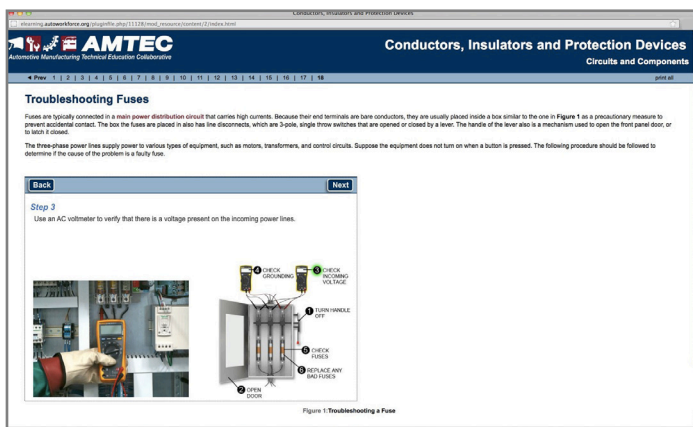 Conductors, Insulators and Protection Devices
elearning.autoworkforce.org/pluginfile.php/11128/mod_resource/content/2/index.html
AMTEC
Automotive Manufacturing Technical Education Collaborative
Conductors, Insulators and Protection Devices
Circuits and Components
◄ Prev 1 | 2 | 3 | 4 | 5 | 6 | 7 | 8 | 9 | 10 | 11 | 12 | 13 | 14 | 15 | 16 | 17 | 18
print all
Troubleshooting Fuses
Fuses are typically connected in a main power distribution circuit that carries high currents. Because their end terminals are bare conductors, they are usually placed inside a box similar to the one in Figure 1 as a precautionary measure to
prevent accidental contact. The box the fuses are placed in also has line disconnects, which are 3-pole, single throw switches that are opened or closed by a lever. The handle of the lever also is a mechanism used to open the front panel door, or
to latch it closed.
The three-phase power lines supply power to various types of equipment, such as motors, transformers, and control circuits. Suppose the equipment does not turn on when a button is pressed. The following procedure should be followed to
determine if the cause of the problem is a faulty fuse.
Back
Next
Step 3
Use an AC voltmeter to verify that there is a voltage present on the incoming power lines.
4 CHECK
GROUNDING
3 CHECK
INCOMING
VOLTAGE
1 TURN HANDLE
OFF
5 CHECK
FUSES
6 REPLACE ANY
BAD FUSES
2 OPEN
DOOR
Figure 1:Troubleshooting a Fuse